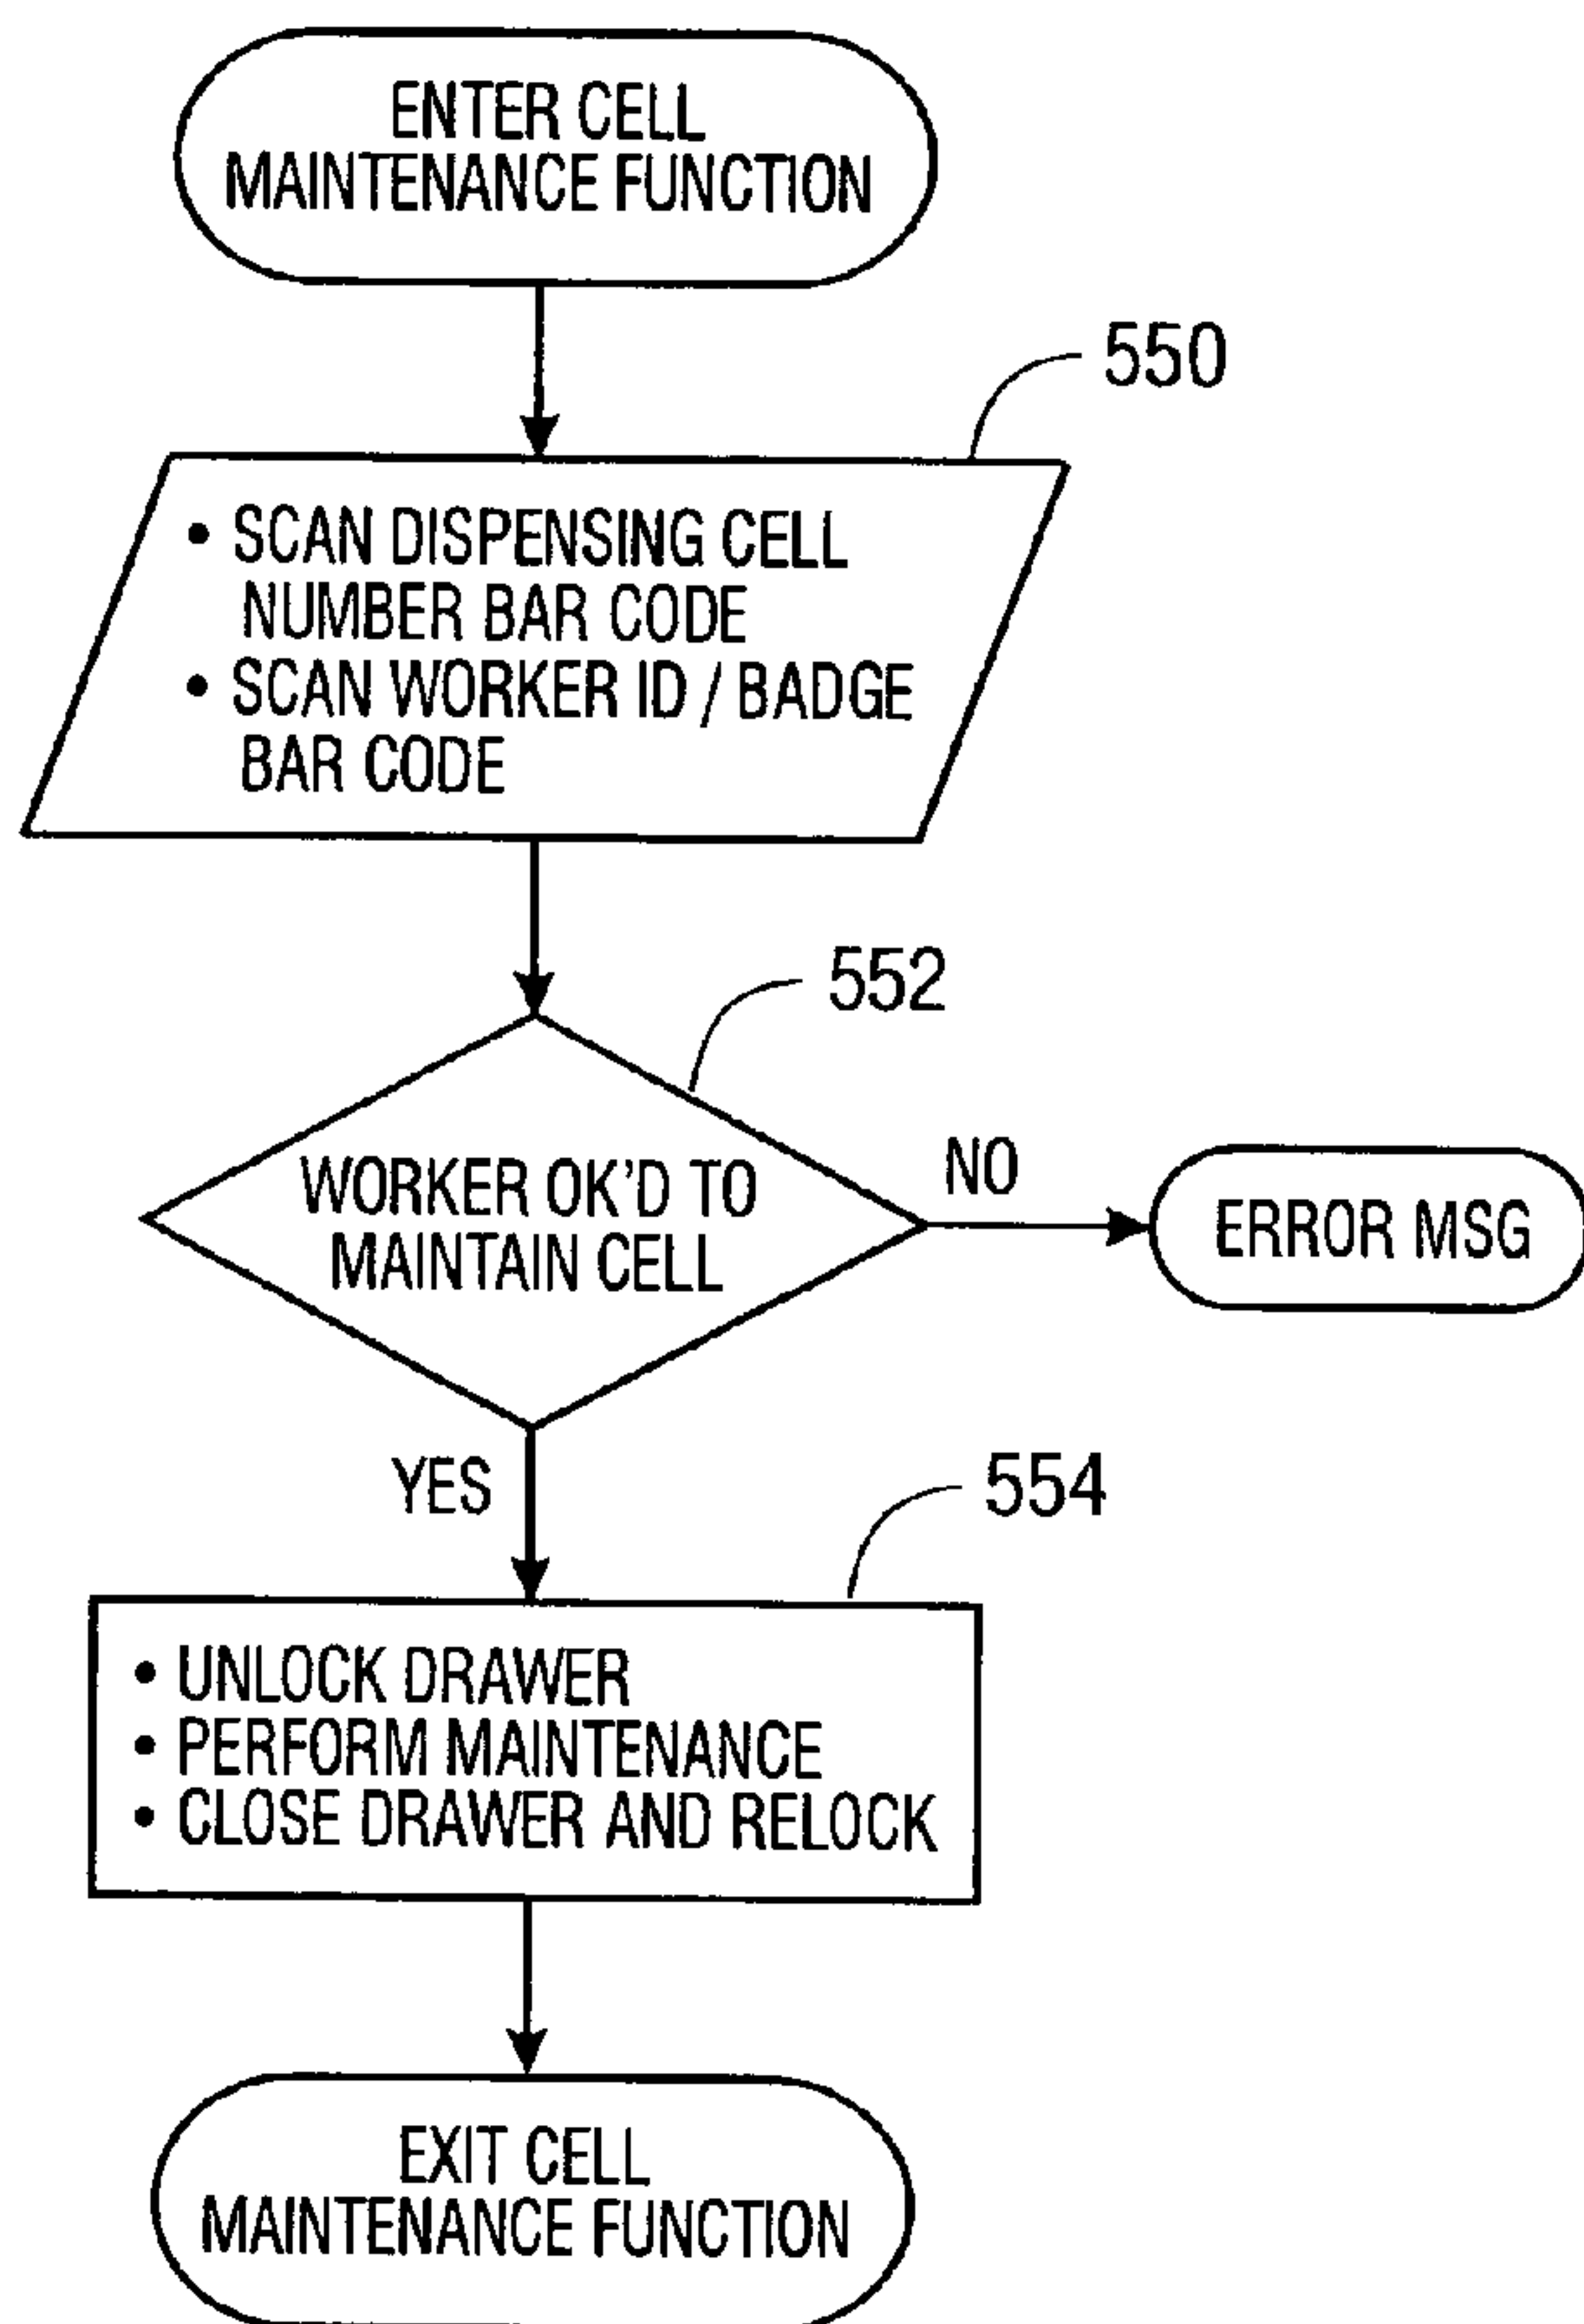 ENTER CELL
MAINTENANCE FUNCTION
550
• SCAN DISPENSING CELL
NUMBER BAR CODE
• SCAN WORKER ID / BADGE
BAR CODE
552
WORKER OK'D TO
MAINTAIN CELL
NO
ERROR MSG
YES
554
• UNLOCK DRAWER
• PERFORM MAINTENANCE
• CLOSE DRAWER AND RELOCK
EXIT CELL
MAINTENANCE FUNCTION